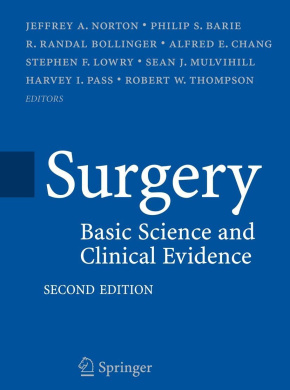 JEFFREY A. NORTON • PHILIP S. BARIE
R. RANDAL BOLLINGER • ALFRED E. CHANG
STEPHEN F. LOWRY • SEAN J. MULVIHILL
HARVEY I. PASS • ROBERT W. THOMPSON
EDITORS
Surgery
Basic Science and
Clinical Evidence
SECOND EDITION
Springer